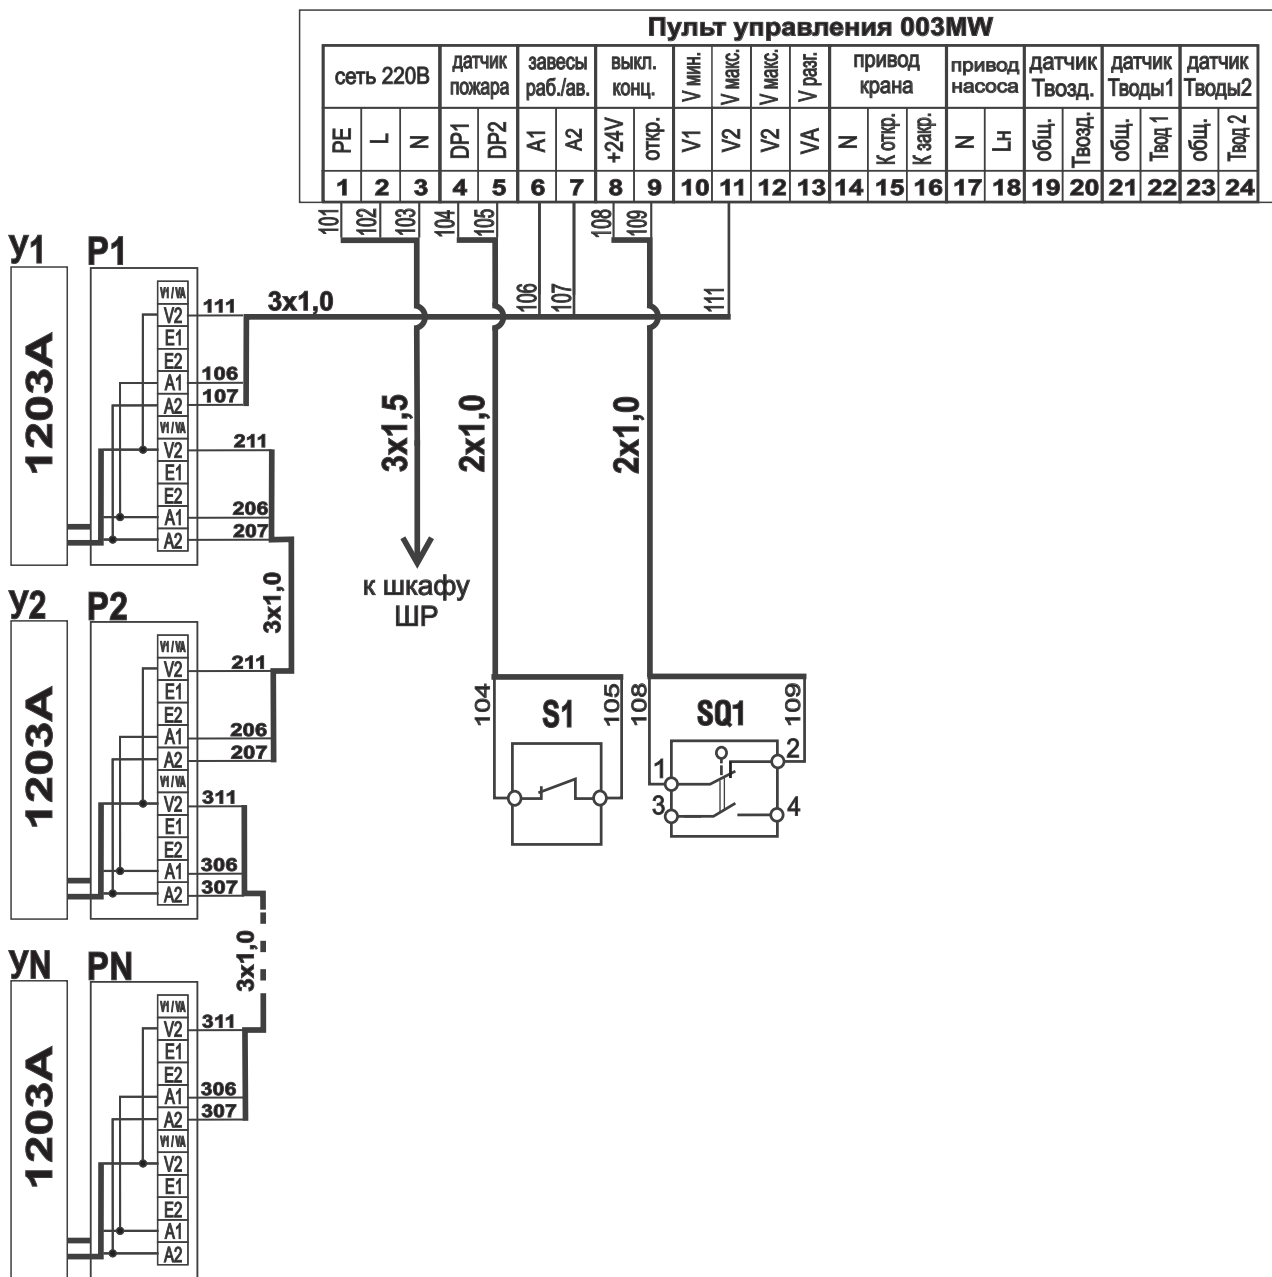 Пульт управления 003MW
сеть 220В
датчик
пожара
завесы
раб./ав.
выкл.
конц.
V мин.
V макс.
V макс.
V разг.
привод
крана
привод
насоса
датчик
Твозд.
датчик
Тводы1
датчик
Тводы2
PE
L
N
DP1
DP2
A1
A2
+24V
откр.
V1
V2
V2
VA
N
К откр.
К закр.
N
Lн
общ.
Твозд.
общ.
Твод 1
общ.
Твод 2
1 2 3 4 5 6 7 8 9 10 11 12 13 14 15 16 17 18 19 20 21 22 23 24
101
102
103
104
105
106
107
108
109
111
3х1,0
3х1,5
2х1,0
2х1,0
к шкафу
ШР
У1
1203А
Р1
V1/VA
V2 111
E1
E2
A1 106
A2 107
V1/VA
V2 211
E1
E2
A1 206
A2 207
3х1,0
У2
1203А
Р2
V1/VA
V2 211
E1
E2
A1 206
A2 207
V1/VA
V2 311
E1
E2
A1 306
A2 307
3х1,0
УN
1203А
РN
V1/VA
V2 311
E1
E2
A1 306
A2 307
V1/VA
V2
E1
E2
A1
A2
104
S1
105
108
SQ1
109
1
2
3
4